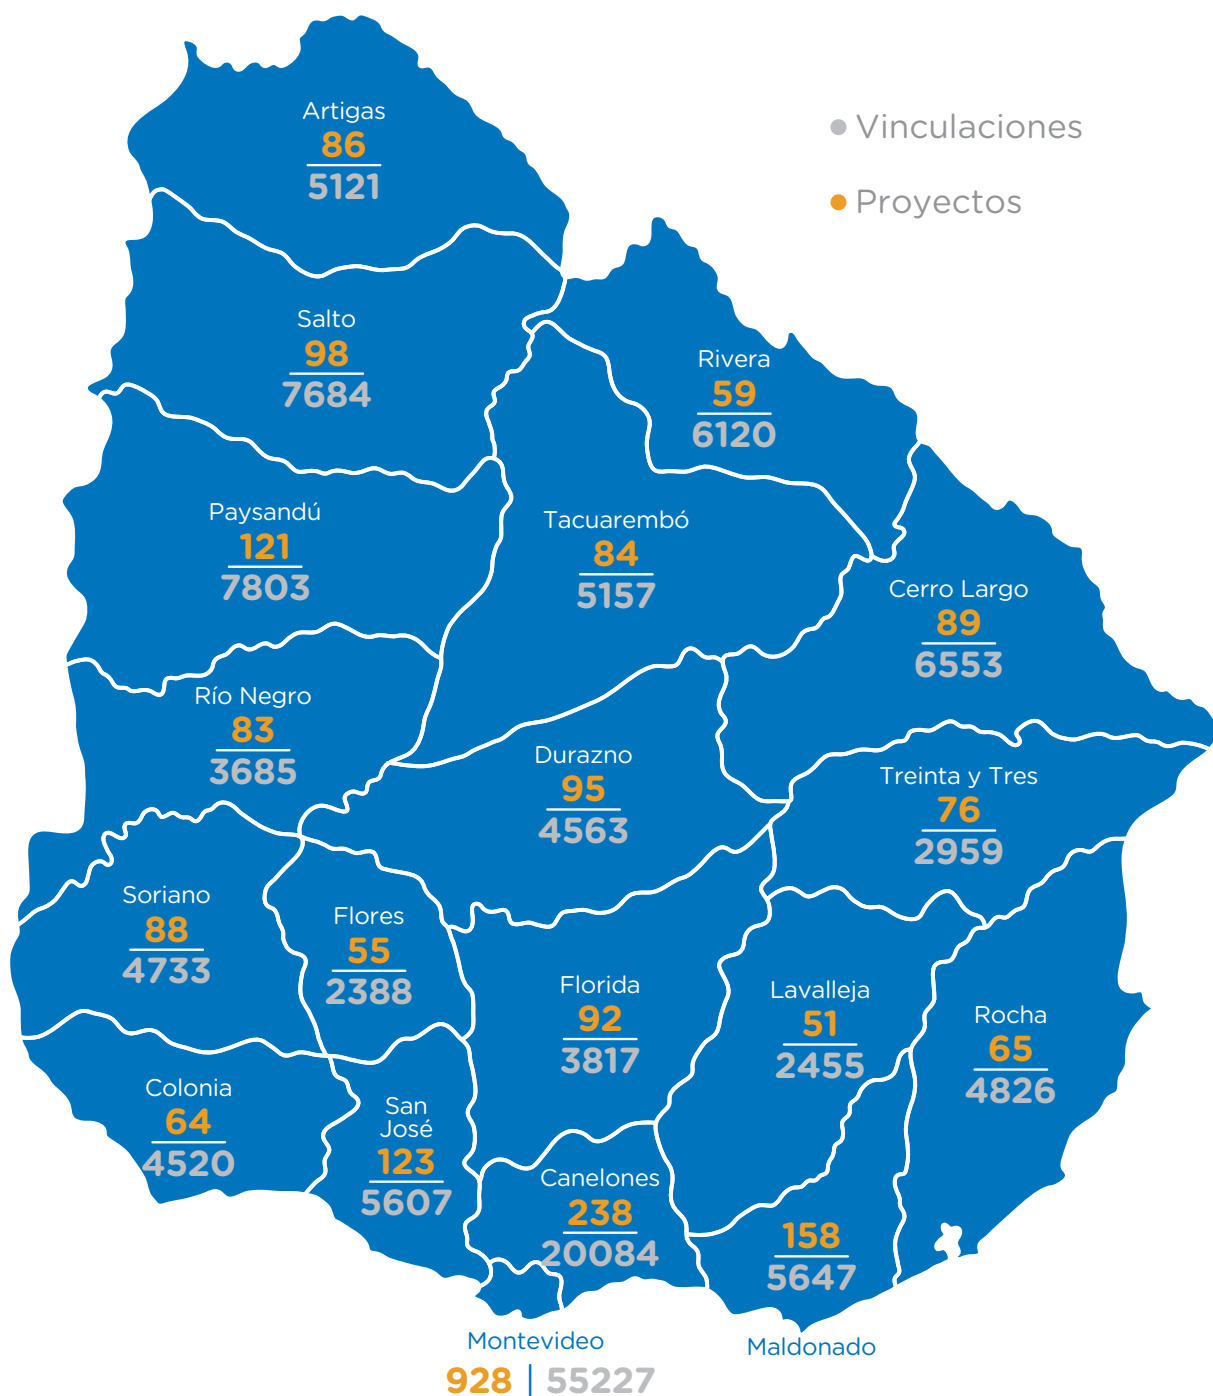 Artigas
86
5121
Vinculaciones
Proyectos
Salto
98
7684
Rivera
59
6120
Paysandú
121
7803
Tacuarembó
84
5157
Cerro Largo
89
6553
Río Negro
83
3685
Durazno
95
4563
Treinta y Tres
76
2959
Soriano
88
4733
Flores
55
2388
Florida
92
3817
Lavalleja
51
2455
Rocha
65
4826
Colonia
64
4520
San
José
123
5607
Canelones
238
20084
158
5647
Montevideo
928 | 55227
Maldonado